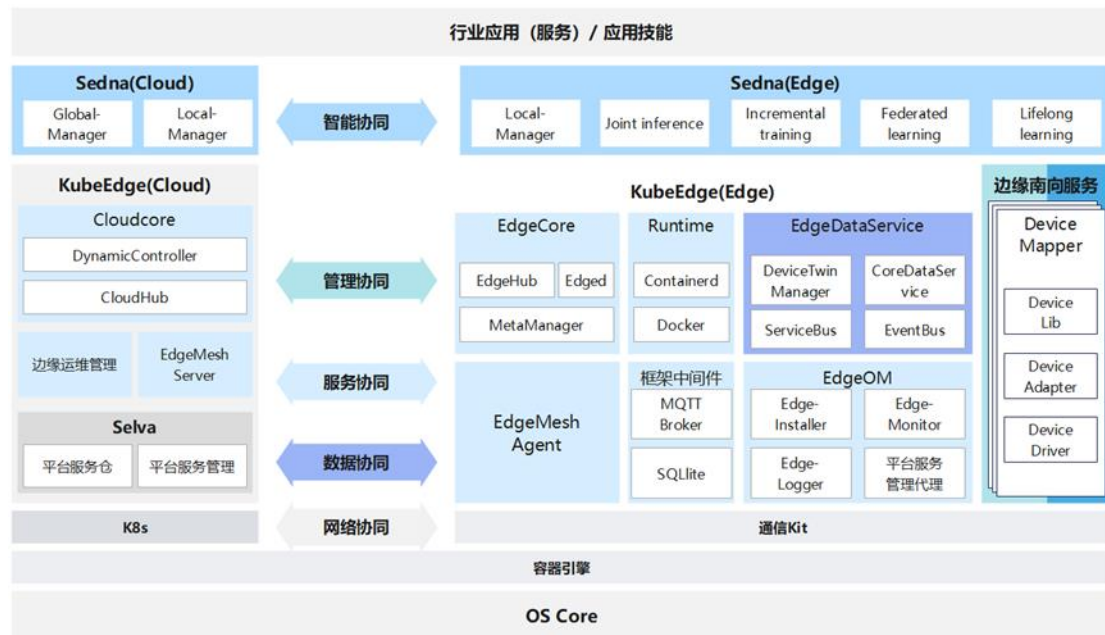 行业应用（服务）/ 应用技能
Sedna(Cloud)
Global-
Manager
Local-
Manager
智能协同
Sedna(Edge)
Local-
Manager
Joint inference
Incremental
training
Federated
learning
Lifelong
learning
KubeEdge(Cloud)
Cloudcore
DynamicController
CloudHub
边缘运维管理
EdgeMesh
Server
Selva
平台服务仓
平台服务管理
K8s
管理协同
服务协同
数据协同
网络协同
KubeEdge(Edge)
EdgeCore
EdgeHub
Edged
MetaManager
Runtime
Containerd
Docker
EdgeDataService
DeviceTwin
Manager
CoreDataSer
vice
ServiceBus
EventBus
EdgeMesh
Agent
框架中间件
MQTT
Broker
SQLlite
EdgeOM
Edge-
Installer
Edge-
Monitor
Edge-
Logger
平台服务
管理代理
边缘南向服务
Device
Mapper
Device
Lib
Device
Adapter
Device
Driver
通信Kit
容器引擎
OS Core